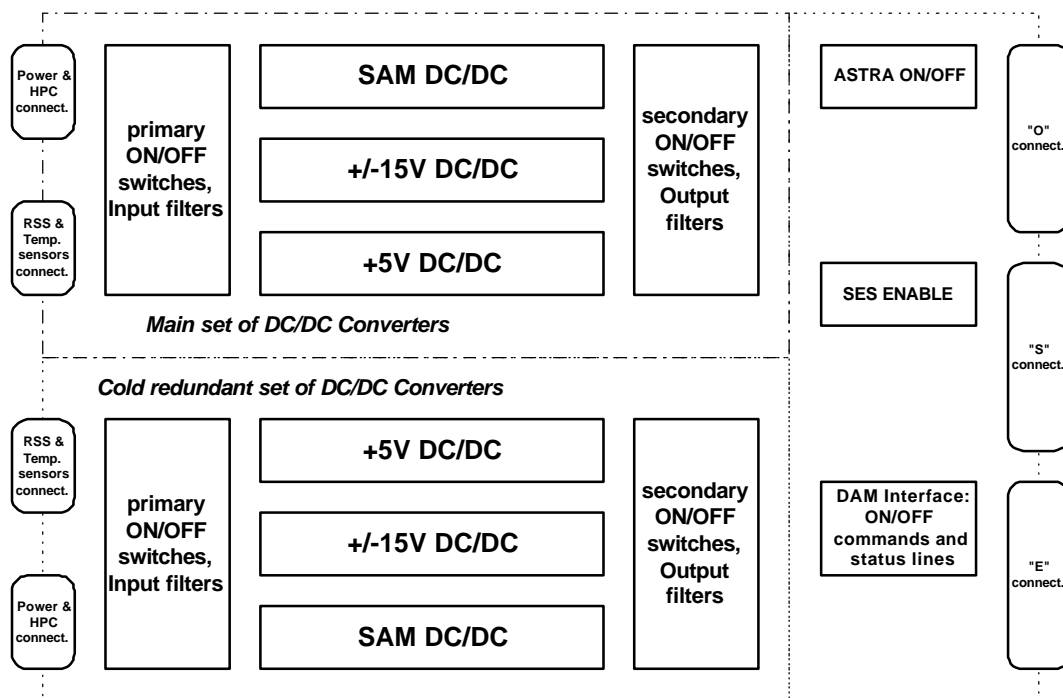 Power &
HPC
connect.
RSS &
Temp.
sensors
connect.
primary
ON/OFF
switches,
Input filters
SAM DC/DC
+/-15V DC/DC
+5V DC/DC
secondary
ON/OFF
switches,
Output
filters
Main set of DC/DC Converters
ASTRA ON/OFF
SES ENABLE
"O"
connect.
"S"
connect.
Cold redundant set of DC/DC Converters
RSS &
Temp.
sensors
connect.
Power &
HPC
connect.
primary
ON/OFF
switches,
Input filters
+5V DC/DC
+/-15V DC/DC
SAM DC/DC
secondary
ON/OFF
switches,
Output
filters
DAM Interface:
ON/OFF
commands and
status lines
"E"
connect.